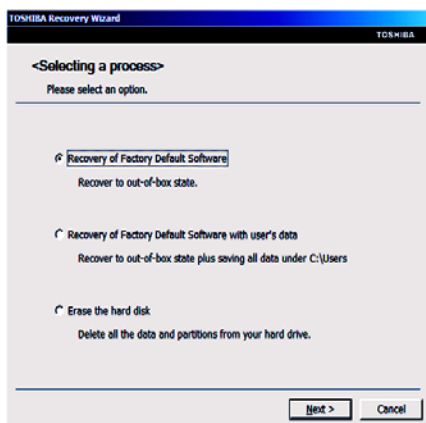 TOSHIBA Recovery Wizard
TOSHIBA
<Selecting a process>
Please select an option.
Recovery of Factory Default Software
Recover to out-of-box state.
Recovery of Factory Default Software with user's data
Recover to out-of-box state plus saving all data under C:\Users
Erase the hard disk
Delete all the data and partitions from your hard drive.
Next >
Cancel